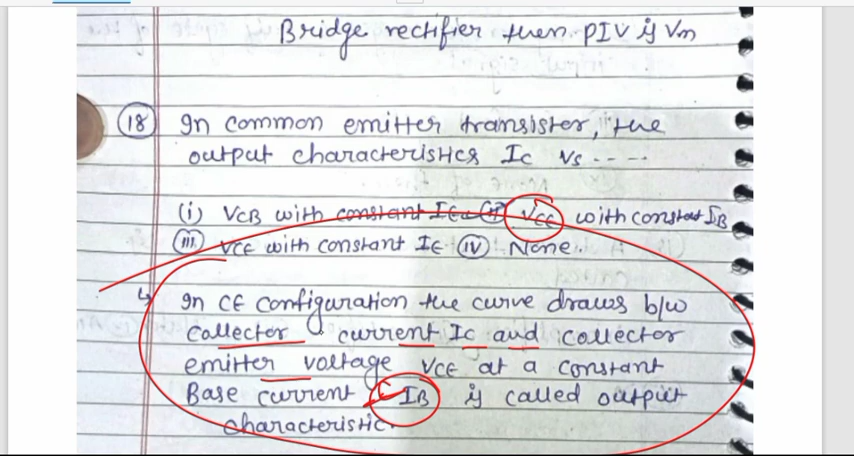 Bridge rectifier then PIV is Vm
(18) In common emitter transister, the
output characteristics Ic vs ----
(i) VCB with constant IE (ii) VCE with constant IB
(iii) VCE with constant IE (iv) None.
↳ In CE configuration the curve draws b/w
collector current Ic and collector
emitter voltage VCE at a constant
Base current (IB is called output
characteristic.